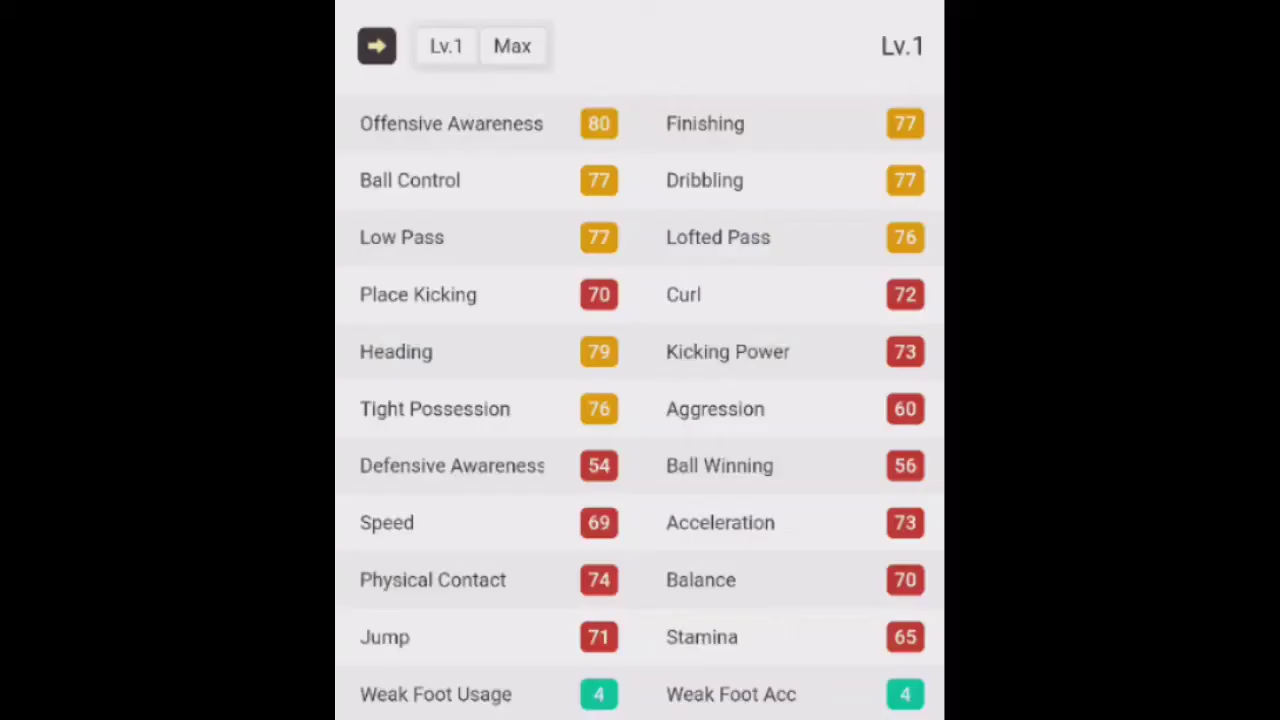 Lv.1 Max Lv.1
Offensive Awareness 80 Finishing 77
Ball Control 77 Dribbling 77
Low Pass 77 Lofted Pass 76
Place Kicking 70 Curl 72
Heading 79 Kicking Power 73
Tight Possession 76 Aggression 60
Defensive Awareness 54 Ball Winning 56
Speed 69 Acceleration 73
Physical Contact 74 Balance 70
Jump 71 Stamina 65
Weak Foot Usage 4 Weak Foot Acc 4